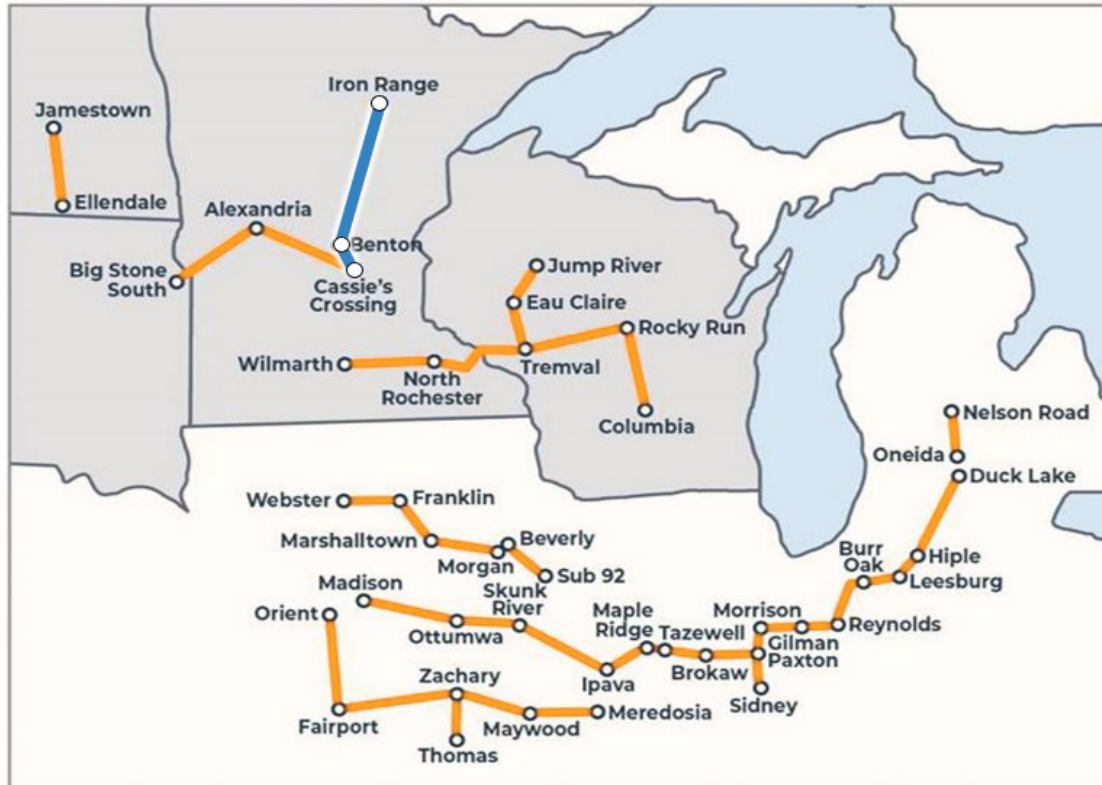 Iron Range
Jamestown
Ellendale
Alexandria
Benton
Big Stone
South
Cassie's
Crossing
Jump River
Eau Claire
Rocky Run
Wilmarth
North
Rochester
Tremval
Columbia
Nelson Road
Oneida
Duck Lake
Webster
Franklin
Marshalltown
Beverly
Morgan
Sub 92
Skunk
River
Burr
Oak
Hiple
Leesburg
Madison
Orient
Ottumwa
Maple
Ridge
Morrison
Tazewell
Reynolds
Gilman
Paxton
Brokaw
Ipava
Sidney
Zachary
Fairport
Maywood
Meredosia
Thomas